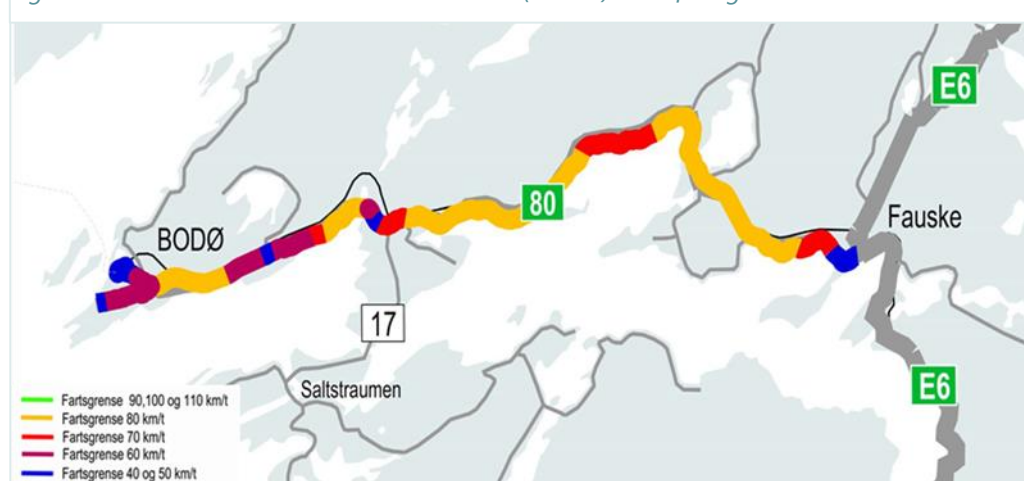 E6
BODØ
80
Fauske
17
Saltstraumen
E6
Fartsgrense 90,100 og 110 km/t
Fartsgrense 80 km/t
Fartsgrense 70 km/t
Fartsgrense 60 km/t
Fartsgrense 40 og 50 km/t